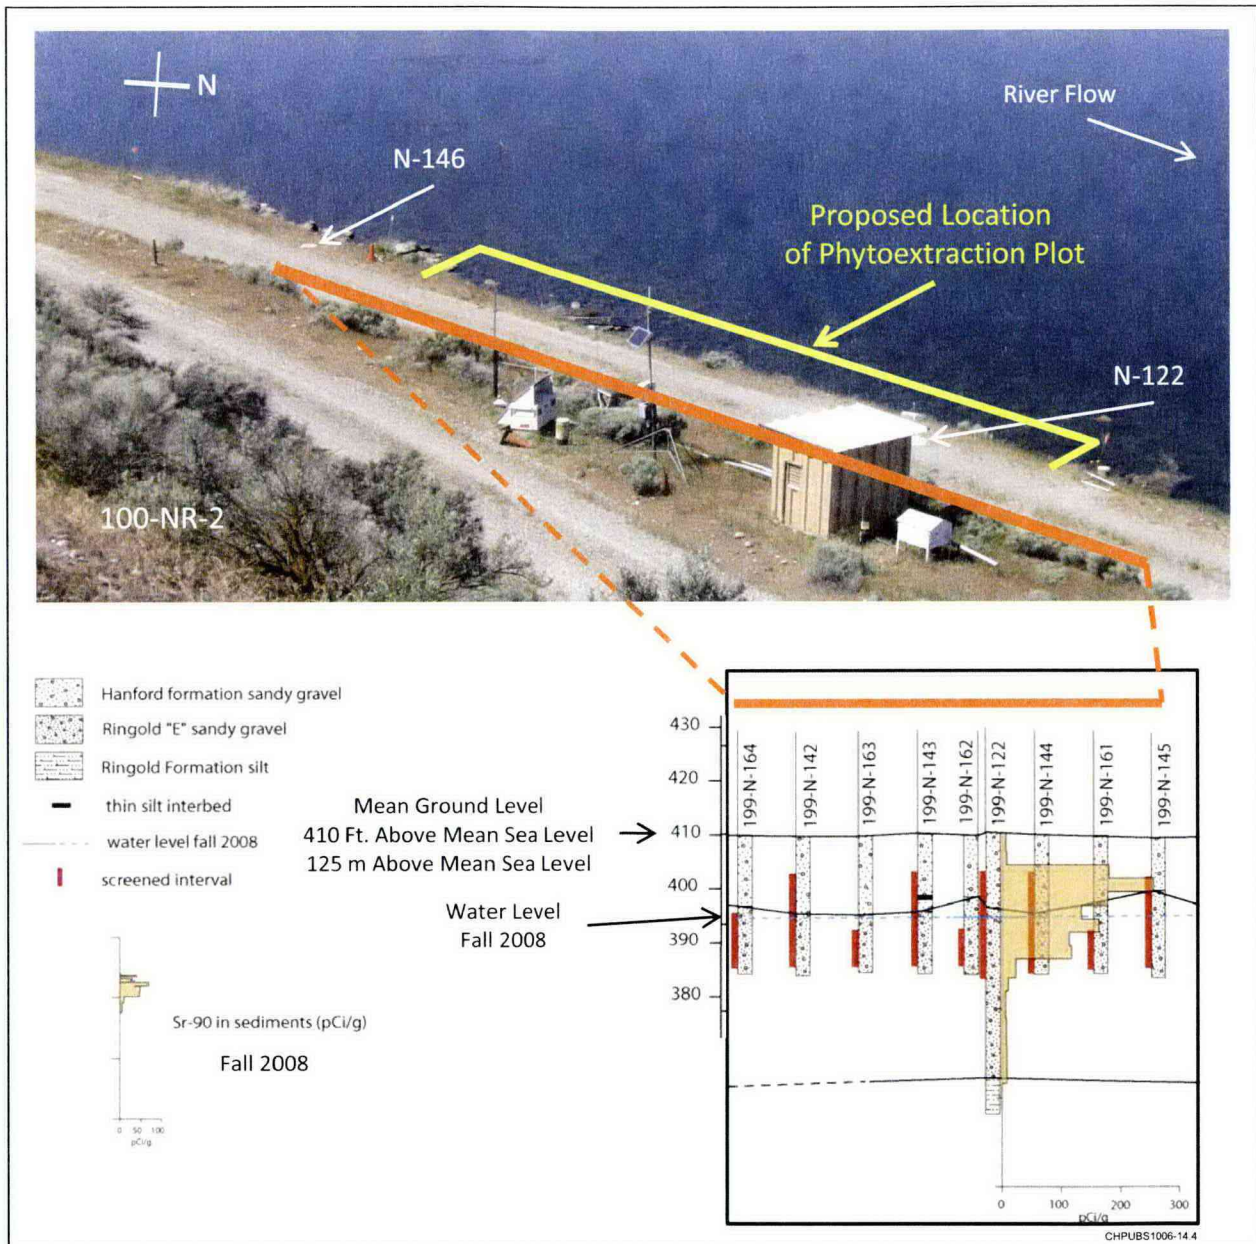 N
River Flow
N-146
Proposed Location
of Phytoextraction Plot
N-122
100-NR-2
Hanford formation sandy gravel
Ringold "E" sandy gravel
Ringold Formation silt
thin silt interbed
water level fall 2008
screened interval
Sr-90 in sediments (pCi/g)
Fall 2008
0 50 100
pCi/g
Mean Ground Level
410 Ft. Above Mean Sea Level
125 m Above Mean Sea Level
Water Level
Fall 2008
430
420
410
400
390
380
199-N-164
199-N-142
199-N-163
199-N-143
199-N-162
199-N-122
199-N-144
199-N-161
199-N-145
0 100 200 300
pCi/g
CHPUBS1006-14.4